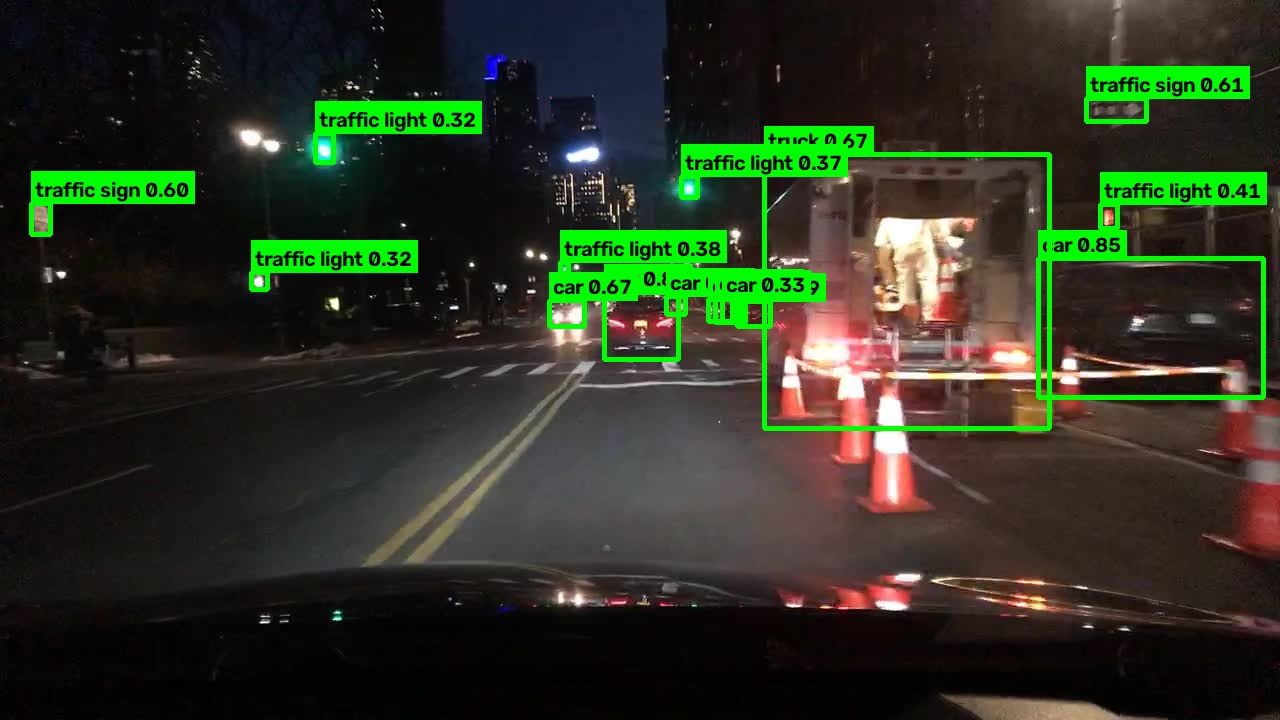 traffic sign 0.61
traffic light 0.32
truck 0.67
traffic light 0.37
traffic sign 0.60
traffic light 0.41
traffic light 0.38
car 0.85
traffic light 0.32
car 0.67
car
car 0.33